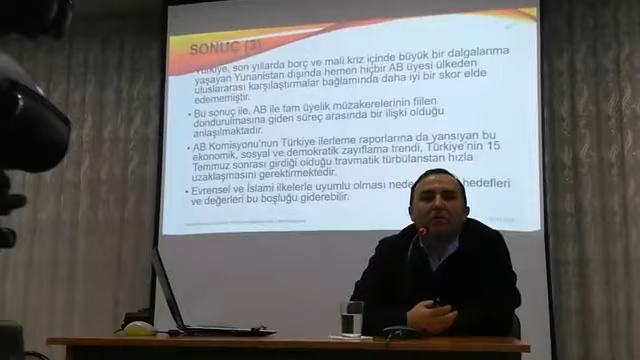 SONUÇ (3)
Türkiye, son yıllarda borç ve mali kriz içinde büyük bir dalgalanma
yaşayan Yunanistan dışında hemen hiçbir AB üyesi ülkeden
uluslararası karşılaştırmalar bağlamında daha iyi bir skor elde
edememiştir.
• Bu sonuç ile, AB ile tam üyelik müzakerelerinin fiilen
dondurulmasına giden süreç arasında bir ilişki olduğu
anlaşılmaktadır.
• AB Komisyonu'nun Türkiye ilerleme raporlarına da yansıyan bu
ekonomik, sosyal ve demokratik zayıflama trendi, Türkiye'nin 15
Temmuz sonrası girdiği olduğu travmatik türbülanstan hızla
uzaklaşmasını gerektirmektedir.
• Evrensel ve İslami ilkelerle uyumlu olması hedefleri
ve değerleri bu boşluğu giderebilir.